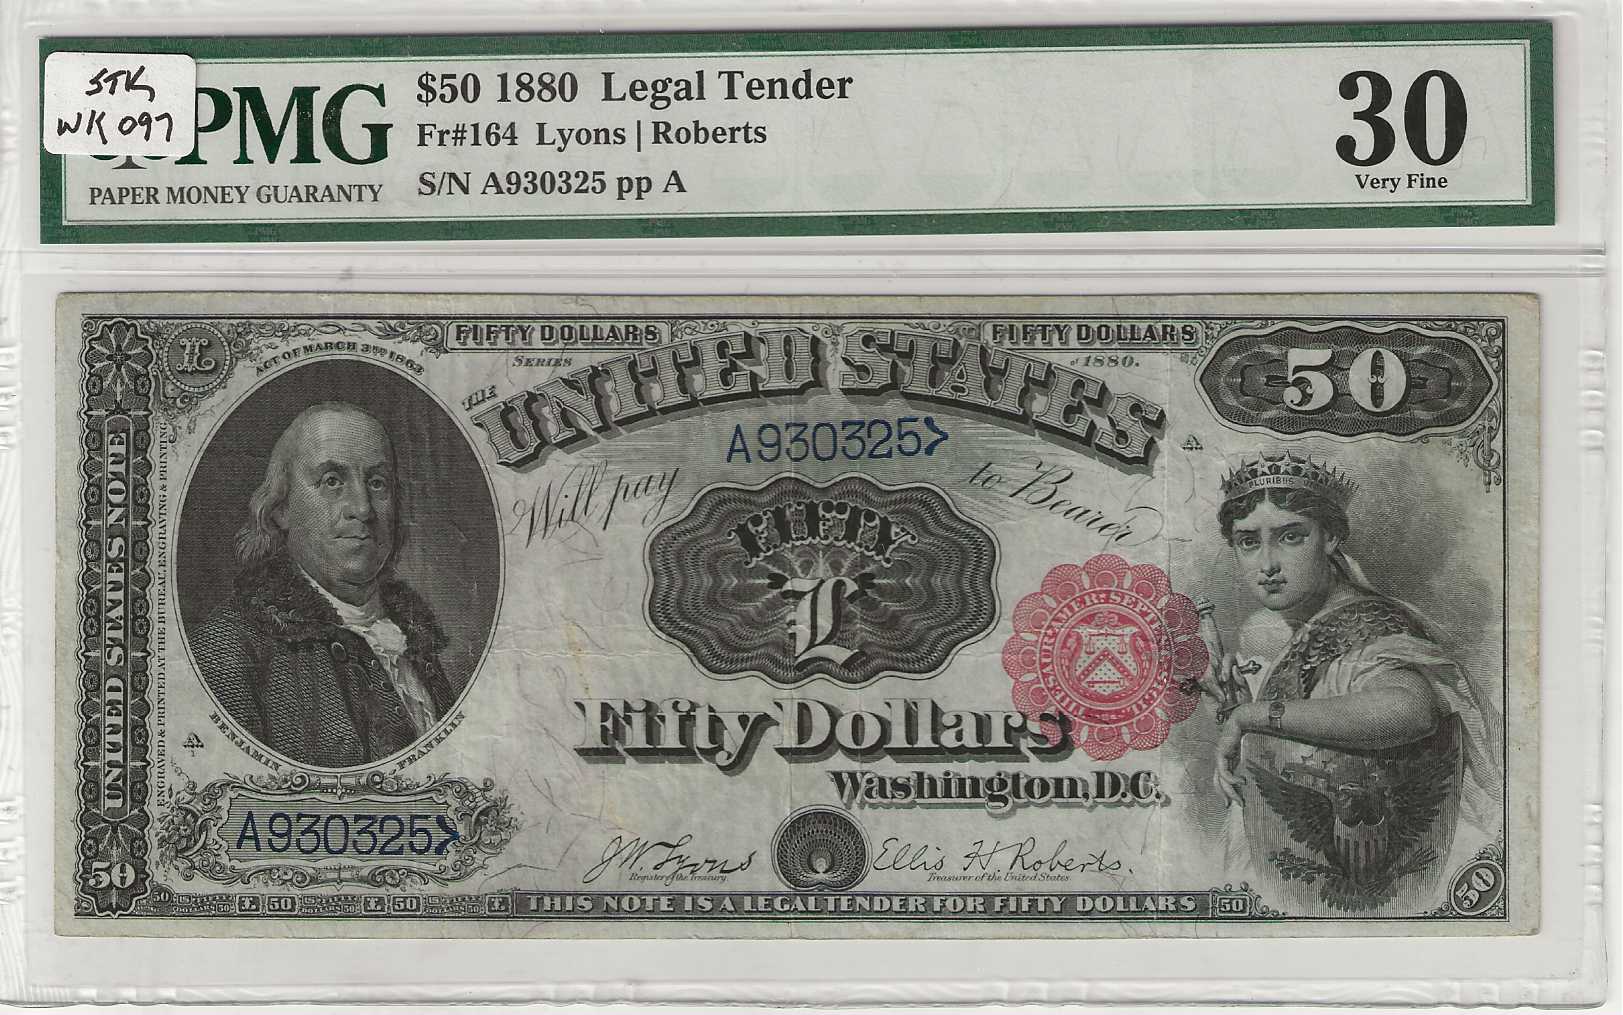 STK
WK 097
PMG
PAPER MONEY GUARANTY
$50 1880 Legal Tender
Fr#164 Lyons | Roberts
S/N A930325 pp A
30
Very Fine
FIFTY DOLLARS
FIFTY DOLLARS
SERIES of 1880.
L
ACT OF MARCH 3RD 1863
THE
UNITED STATES
50
A930325
A
Will pay to Bearer
PLURIBUS
UNITED STATES NOTE
ENGRAVED & PRINTED AT THE BUREAU, ENGRAVING & PRINTING.
FIFTY
L
BENJAMIN FRANKLIN
A
Fifty Dollars
Washington, D.C.
A930325
J.W. Lyons
Register of the Treasury.
Ellis H. Roberts.
Treasurer of the United States
50
50
THIS NOTE IS A LEGAL TENDER FOR FIFTY DOLLARS
50